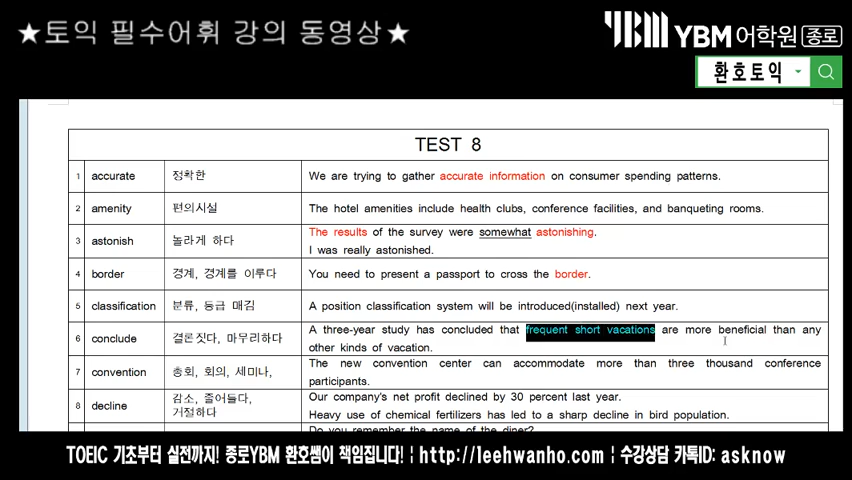 ★토익 필수어휘 강의 동영상★
YBM YBM어학원 종로
환호토익
TEST 8
1 accurate 정확한 We are trying to gather accurate information on consumer spending patterns.
2 amenity 편의시설 The hotel amenities include health clubs, conference facilities, and banqueting rooms.
3 astonish 놀라게 하다 The results of the survey were somewhat astonishing.
I was really astonished.
4 border 경계, 경계를 이루다 You need to present a passport to cross the border.
5 classification 분류, 등급 매김 A position classification system will be introduced(installed) next year.
6 conclude 결론짓다, 마무리하다 A three-year study has concluded that frequent short vacations are more beneficial than any
other kinds of vacation.
7 convention 총회, 회의, 세미나, The new convention center can accommodate more than three thousand conference
participants.
8 decline 감소, 줄어들다, 거절하다 Our company's net profit declined by 30 percent last year.
Heavy use of chemical fertilizers has led to a sharp decline in bird population.
Do you remember the name of the diner?
TOEIC 기초부터 실전까지! 종로YBM 환호쌤이 책임집니다! ¦ http://leehwanho.com ¦ 수강상담 카톡ID: asknow